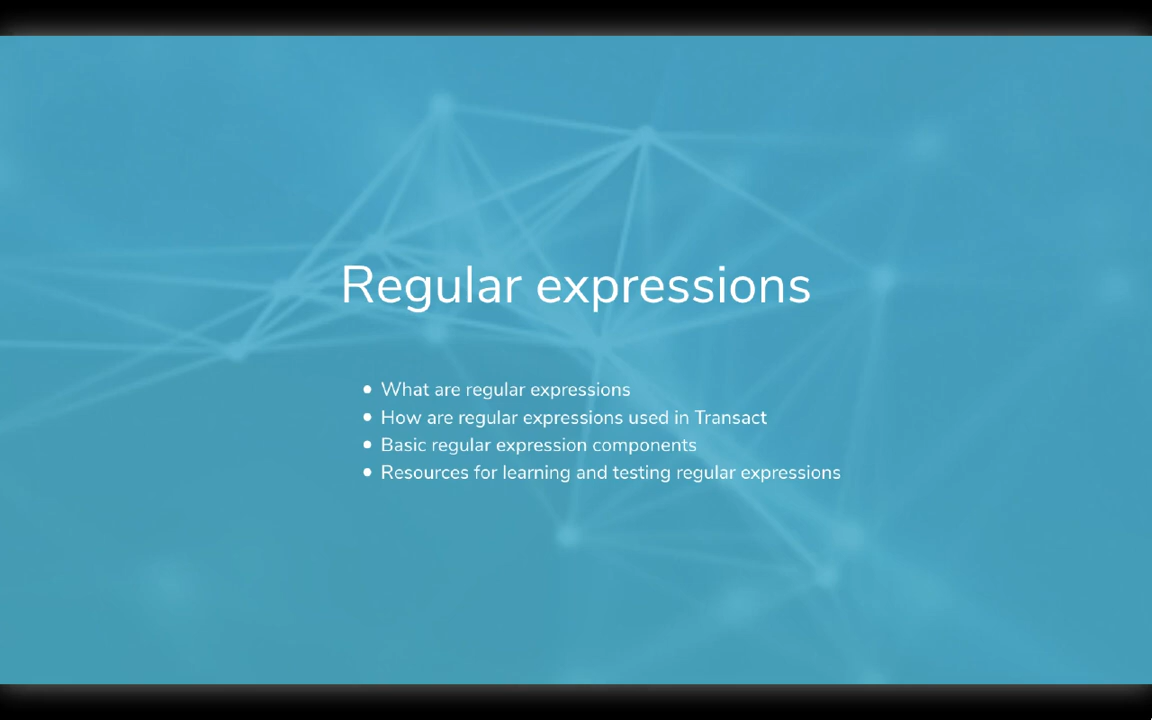 Regular expressions
• What are regular expressions
• How are regular expressions used in Transact
• Basic regular expression components
• Resources for learning and testing regular expressions